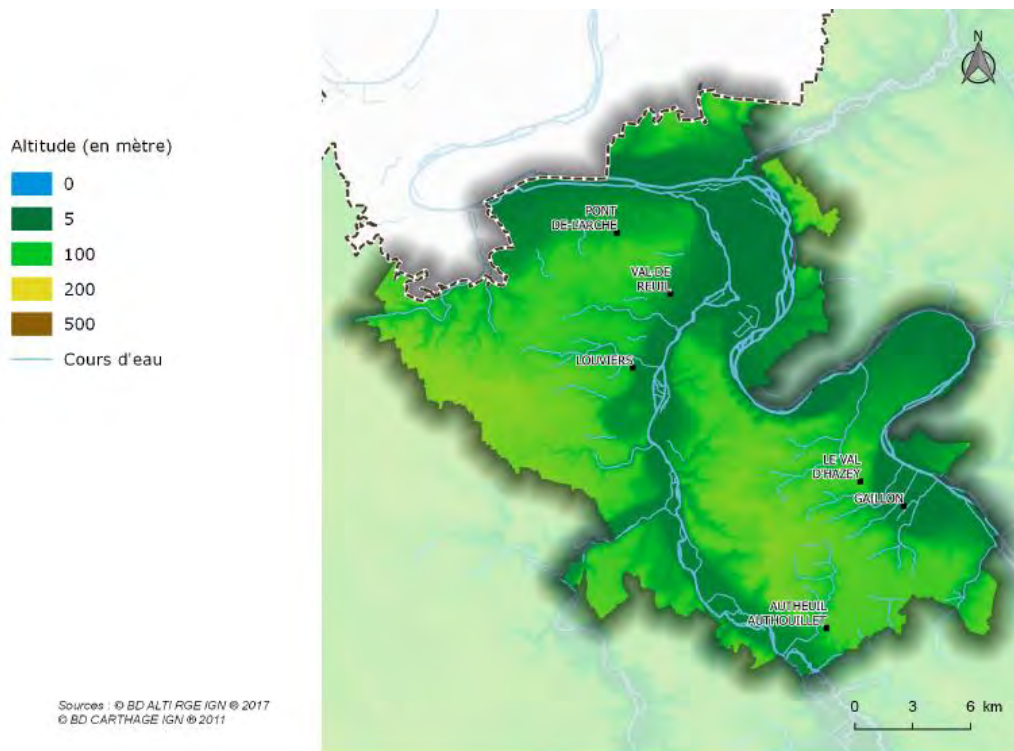 Altitude (en mètre)
0
5
100
200
500
Cours d'eau
Sources : © BD ALTI RGE IGN ® 2017
© BD CARTHAGE IGN ® 2011
N
PONT
DE-L'ARCHE
VAL-DE
REUIL
LOUVIERS
LE VAL
D'HAZEY
GAILLON
AUTHEUIL
AUTHOUILLET
0 3 6 km